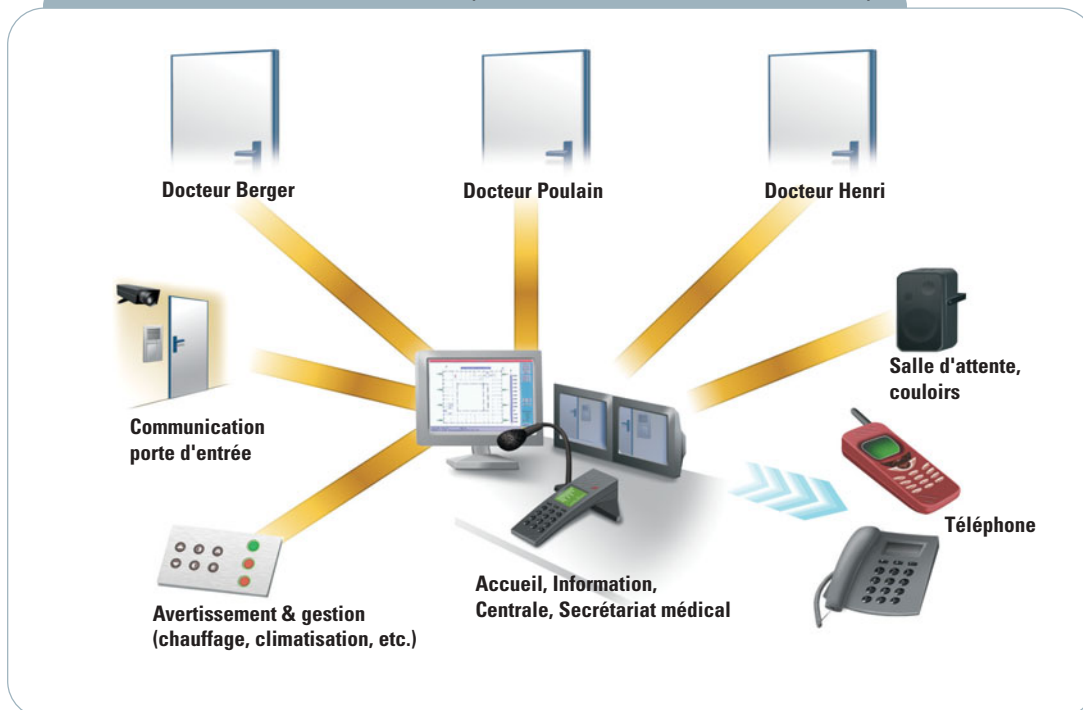 Docteur Berger
Docteur Poulain
Docteur Henri
Salle d'attente,
couloirs
Communication
porte d'entrée
Téléphone
Accueil, Information,
Centrale, Secrétariat médical
Avertissement & gestion
(chauffage, climatisation, etc.)